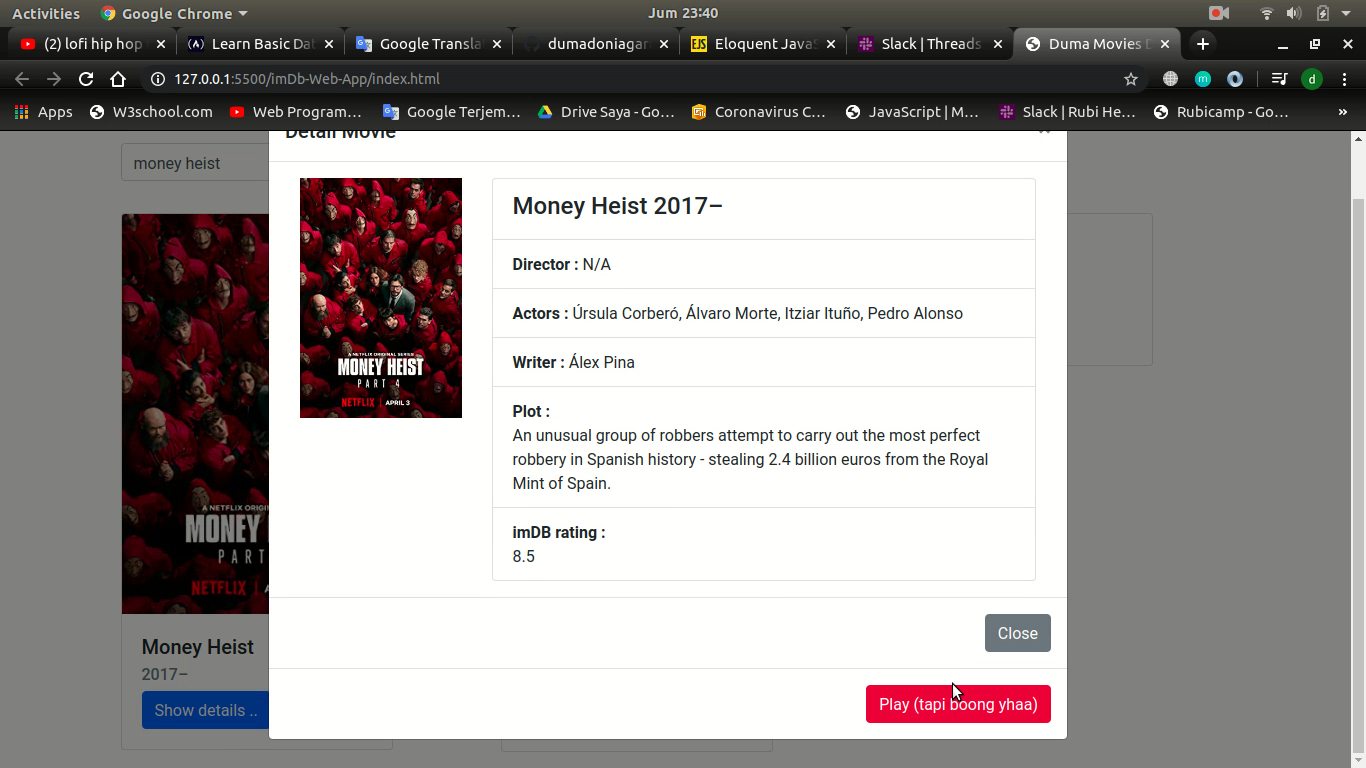 Activities
Google Chrome
Jum 23:40
(2) lofi hip hop
Learn Basic Dat
Google Transla
dumadoniagar
Eloquent JavaS
Slack | Threads
Duma Movies D
127.0.0.1:5500/imDb-Web-App/index.html
d
Apps
W3school.com
Web Program…
Google Terjem…
Drive Saya - Go…
Coronavirus C…
JavaScript | M…
Slack | Rubi He…
Rubicamp - Go…
»
Detail Movie
money heist
A NETFLIX ORIGINAL SERIES
MONEY HEIST
PART 4
NETFLIX | APRIL 3
Money Heist 2017–
Director : N/A
Actors : Úrsula Corberó, Álvaro Morte, Itziar Ituño, Pedro Alonso
Writer : Álex Pina
Plot :
An unusual group of robbers attempt to carry out the most perfect
robbery in Spanish history - stealing 2.4 billion euros from the Royal
Mint of Spain.
imDB rating :
8.5
A NETFLIX ORIGI
MONEY
PART
NETFLIX
Money Heist
2017–
Show details ..
Close
Play (tapi boong yhaa)